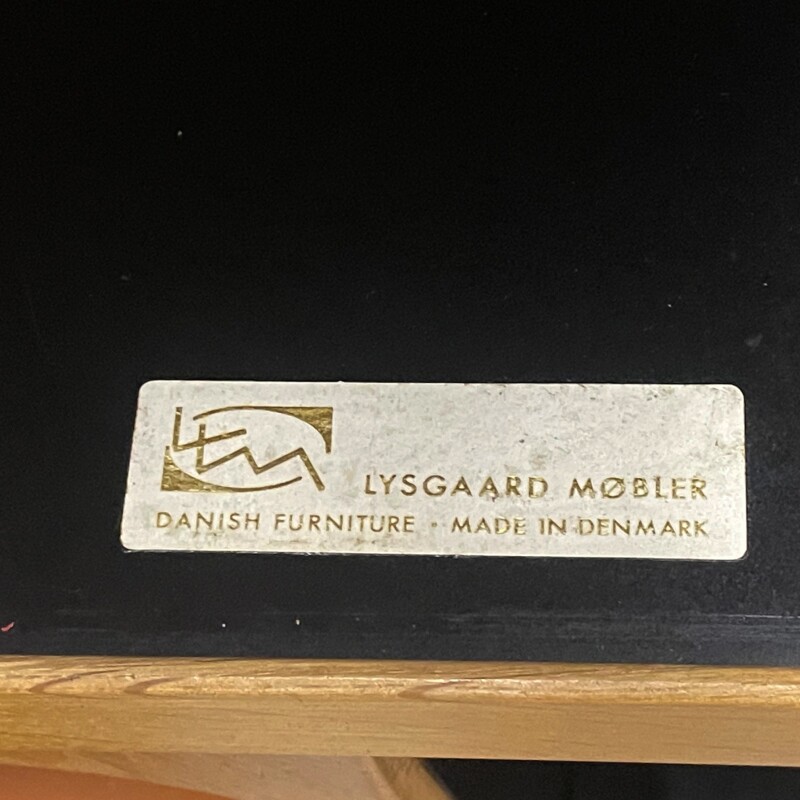 LYSGAARD MØBLER
DANISH FURNITURE · MADE IN DENMARK